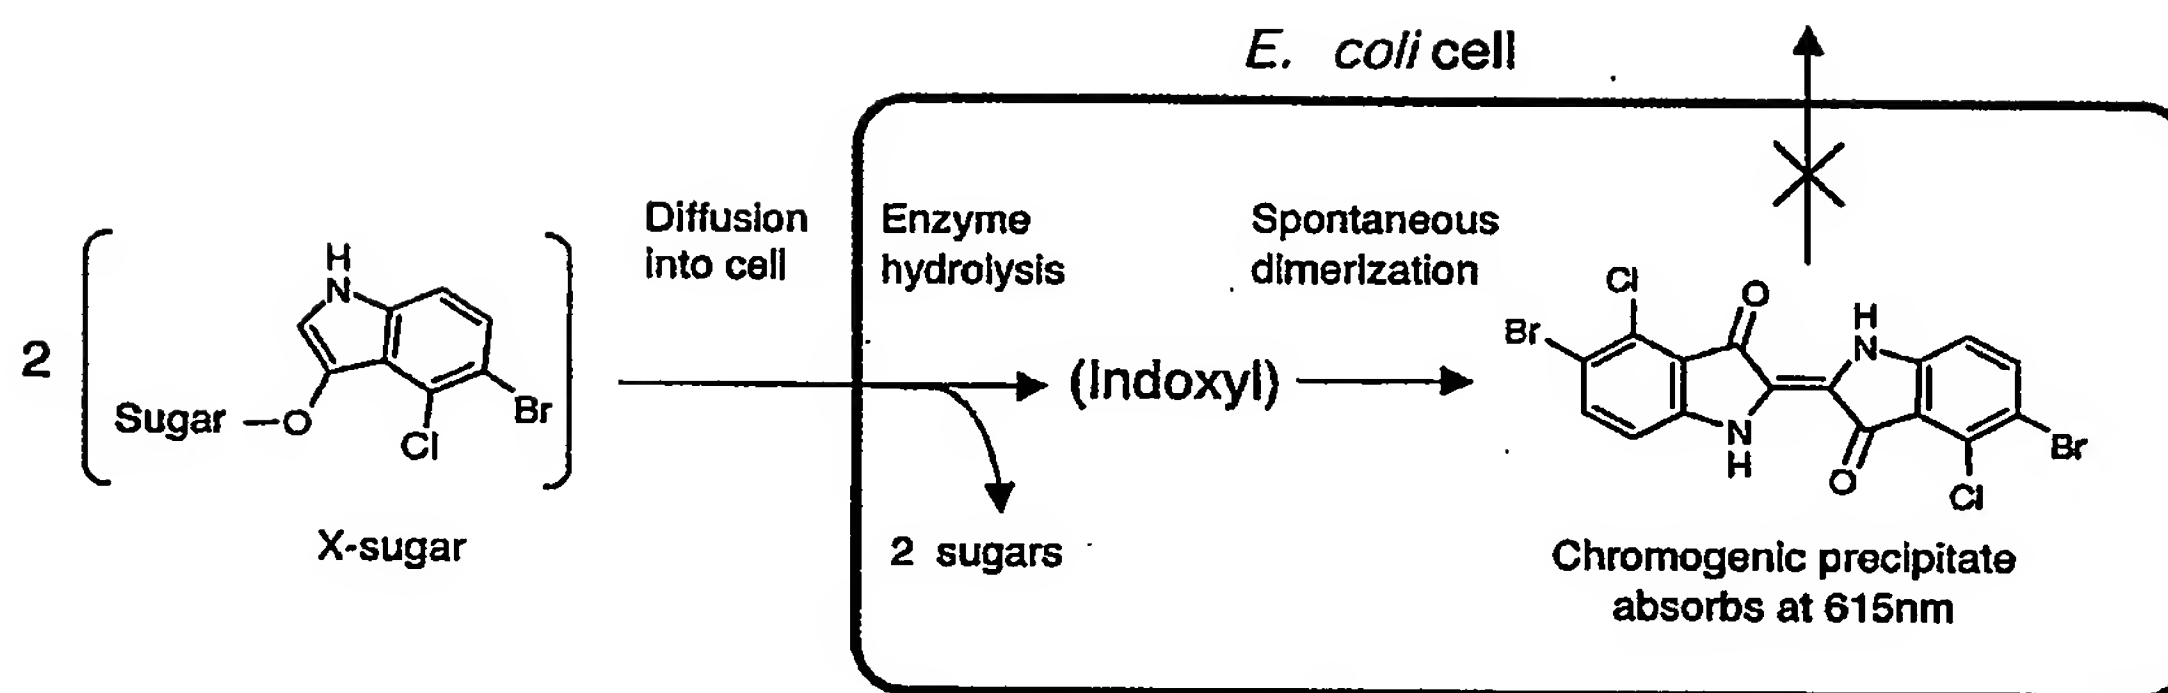 E. coli cell
Diffusion
into cell
Enzyme
hydrolysis
Spontaneous
dimerization
2
H
N
Sugar
O
Cl
Br
X-sugar
2 sugars
(Indoxyl)
Cl
O
Br
H
N
N
H
O
Cl
Br
Chromogenic precipitate
absorbs at 615nm